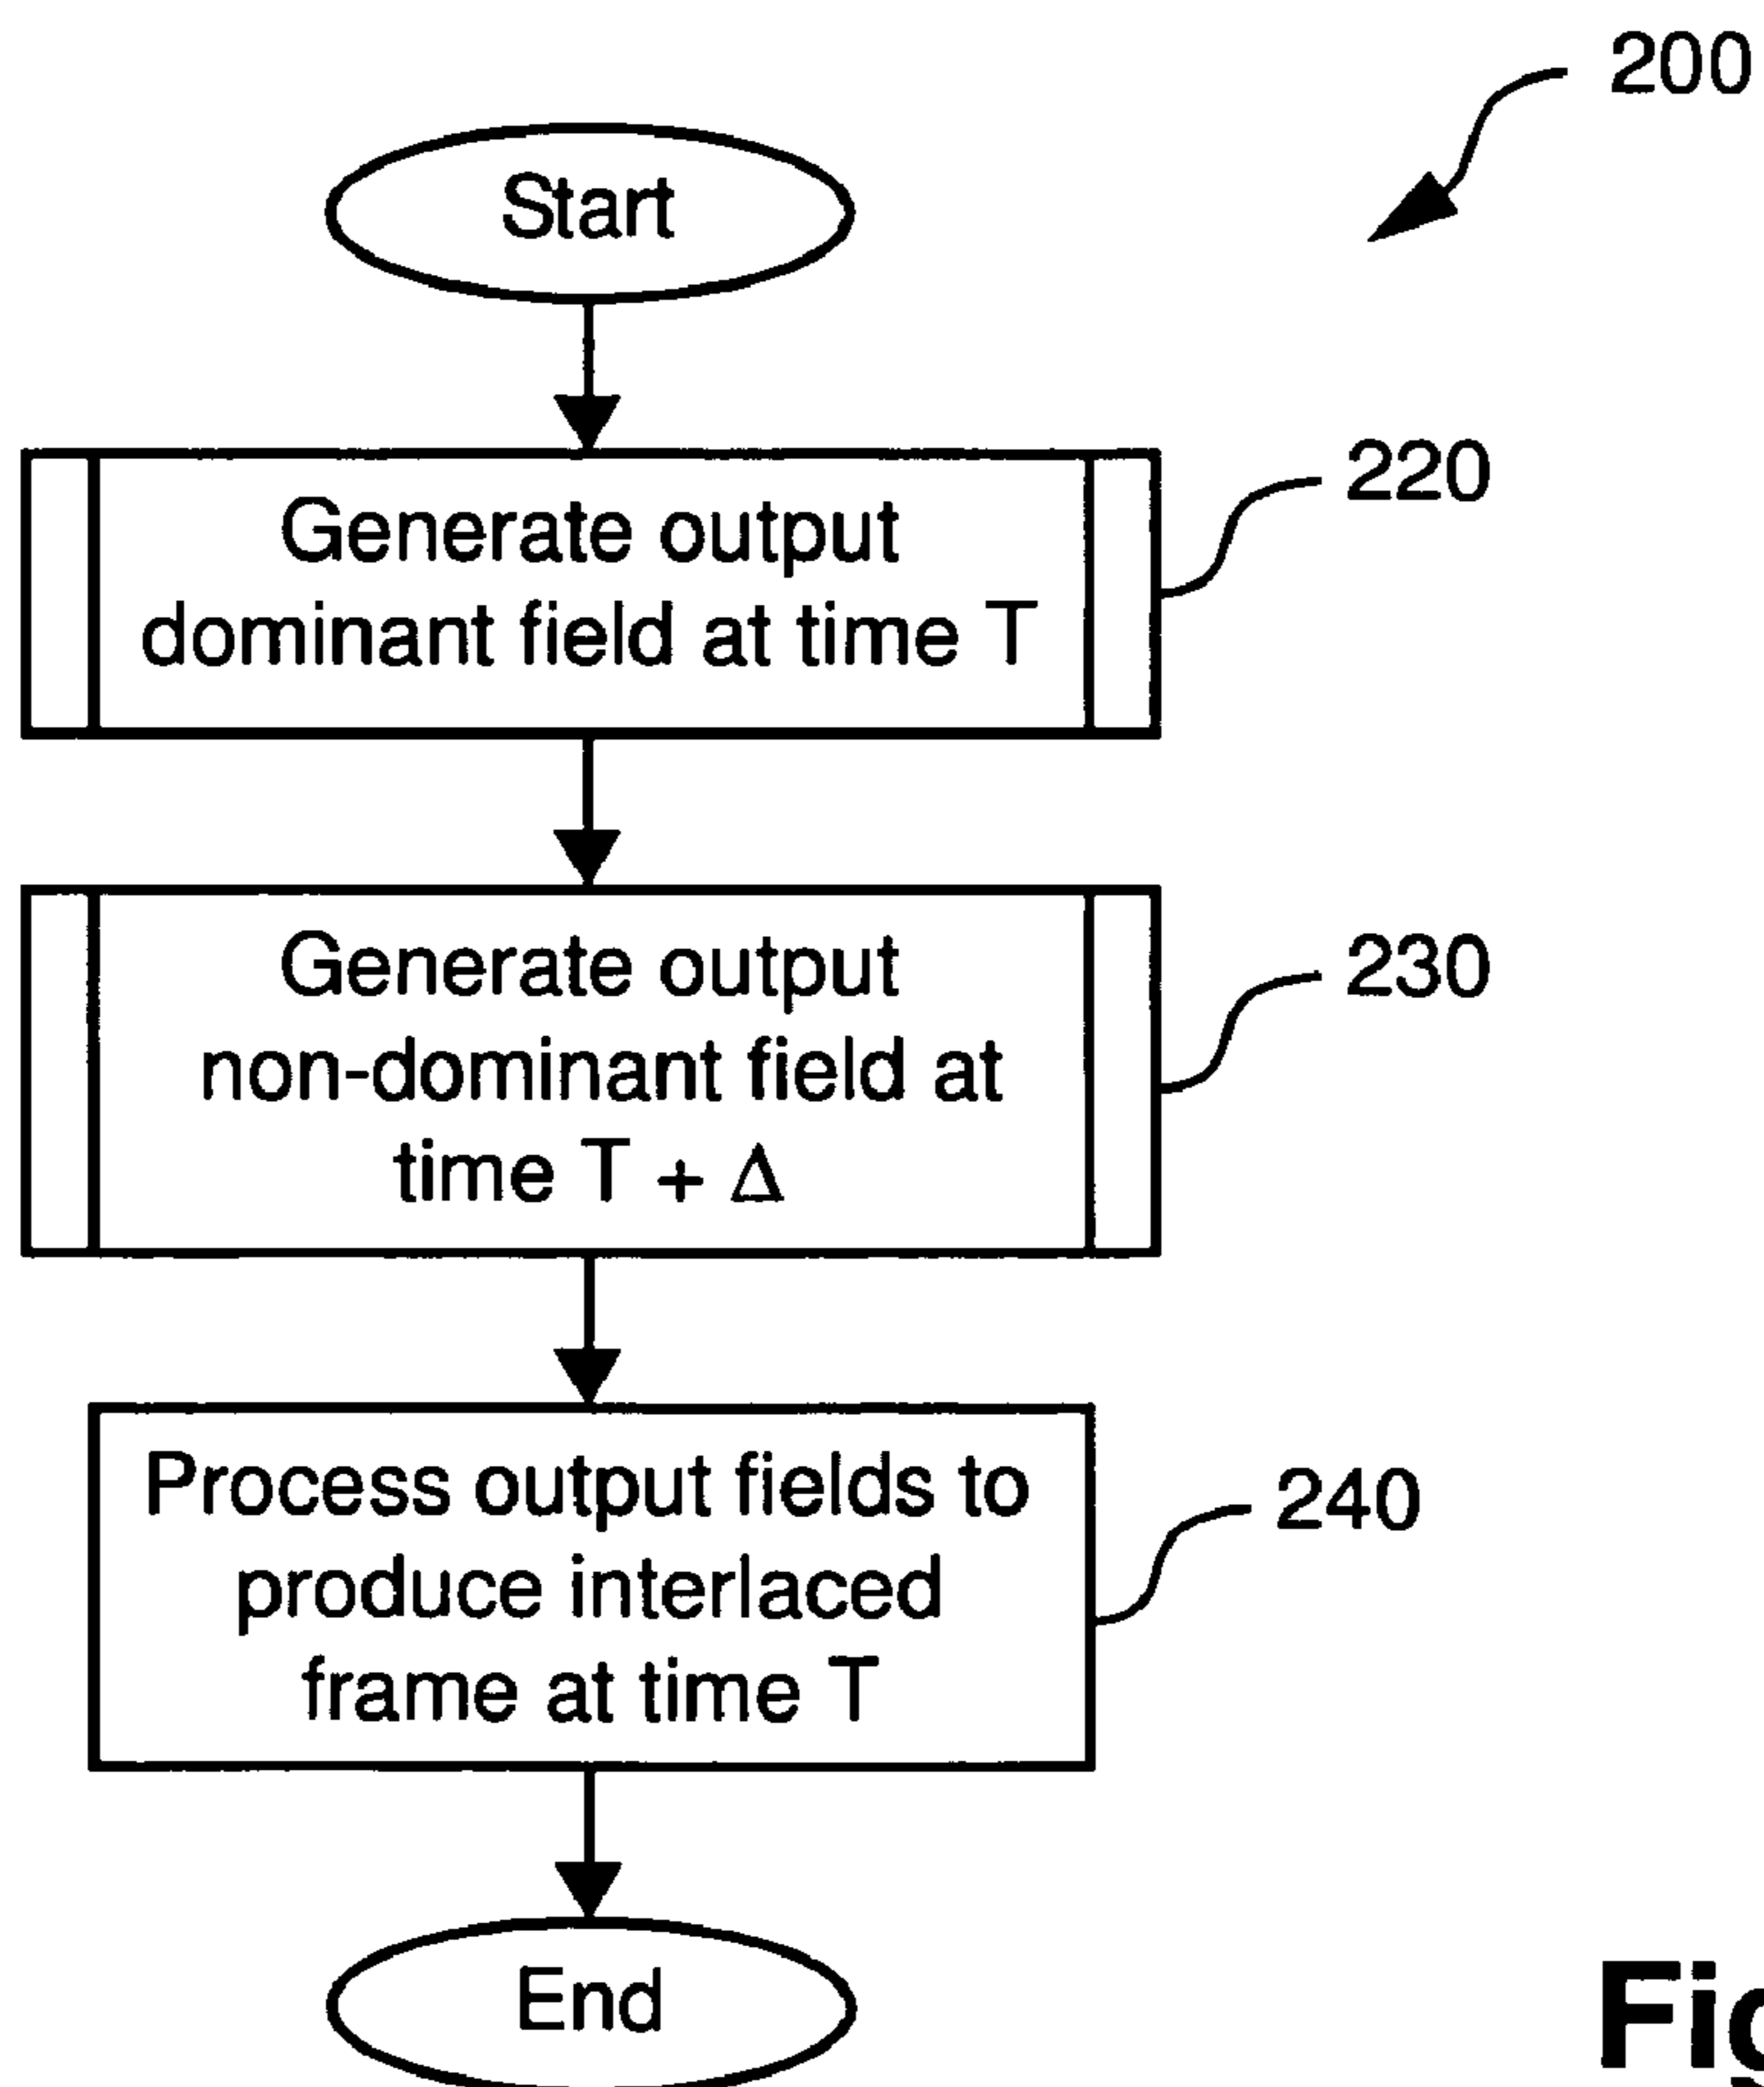 200
Start
Generate output
dominant field at time T
220
Generate output
non-dominant field at
time T + Δ
230
Process output fields to
produce interlaced
frame at time T
240
End